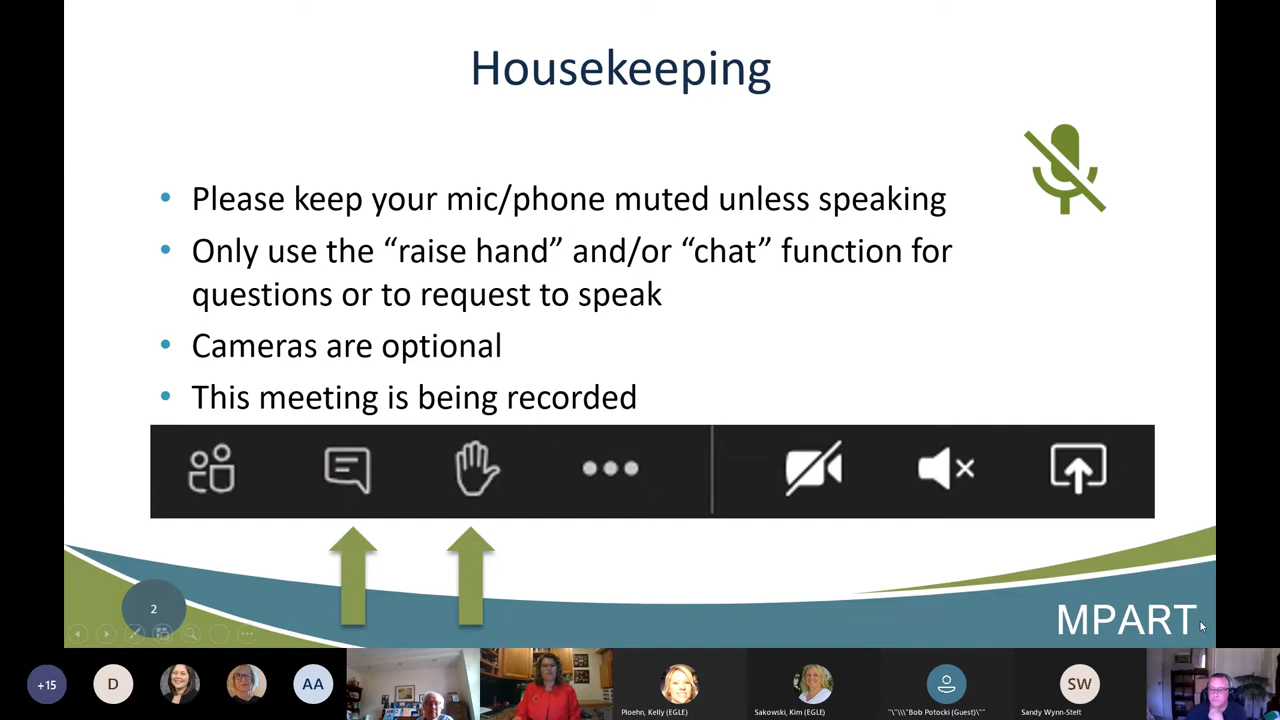 Housekeeping
• Please keep your mic/phone muted unless speaking
• Only use the “raise hand” and/or “chat” function for
questions or to request to speak
• Cameras are optional
• This meeting is being recorded
2
MPART
+15
D
AA
Ploehn, Kelly (EGLE)
Sakowski, Kim (EGLE)
"\"\\\"Bob Potocki (Guest)\"
SW
Sandy Wynn-Stelt